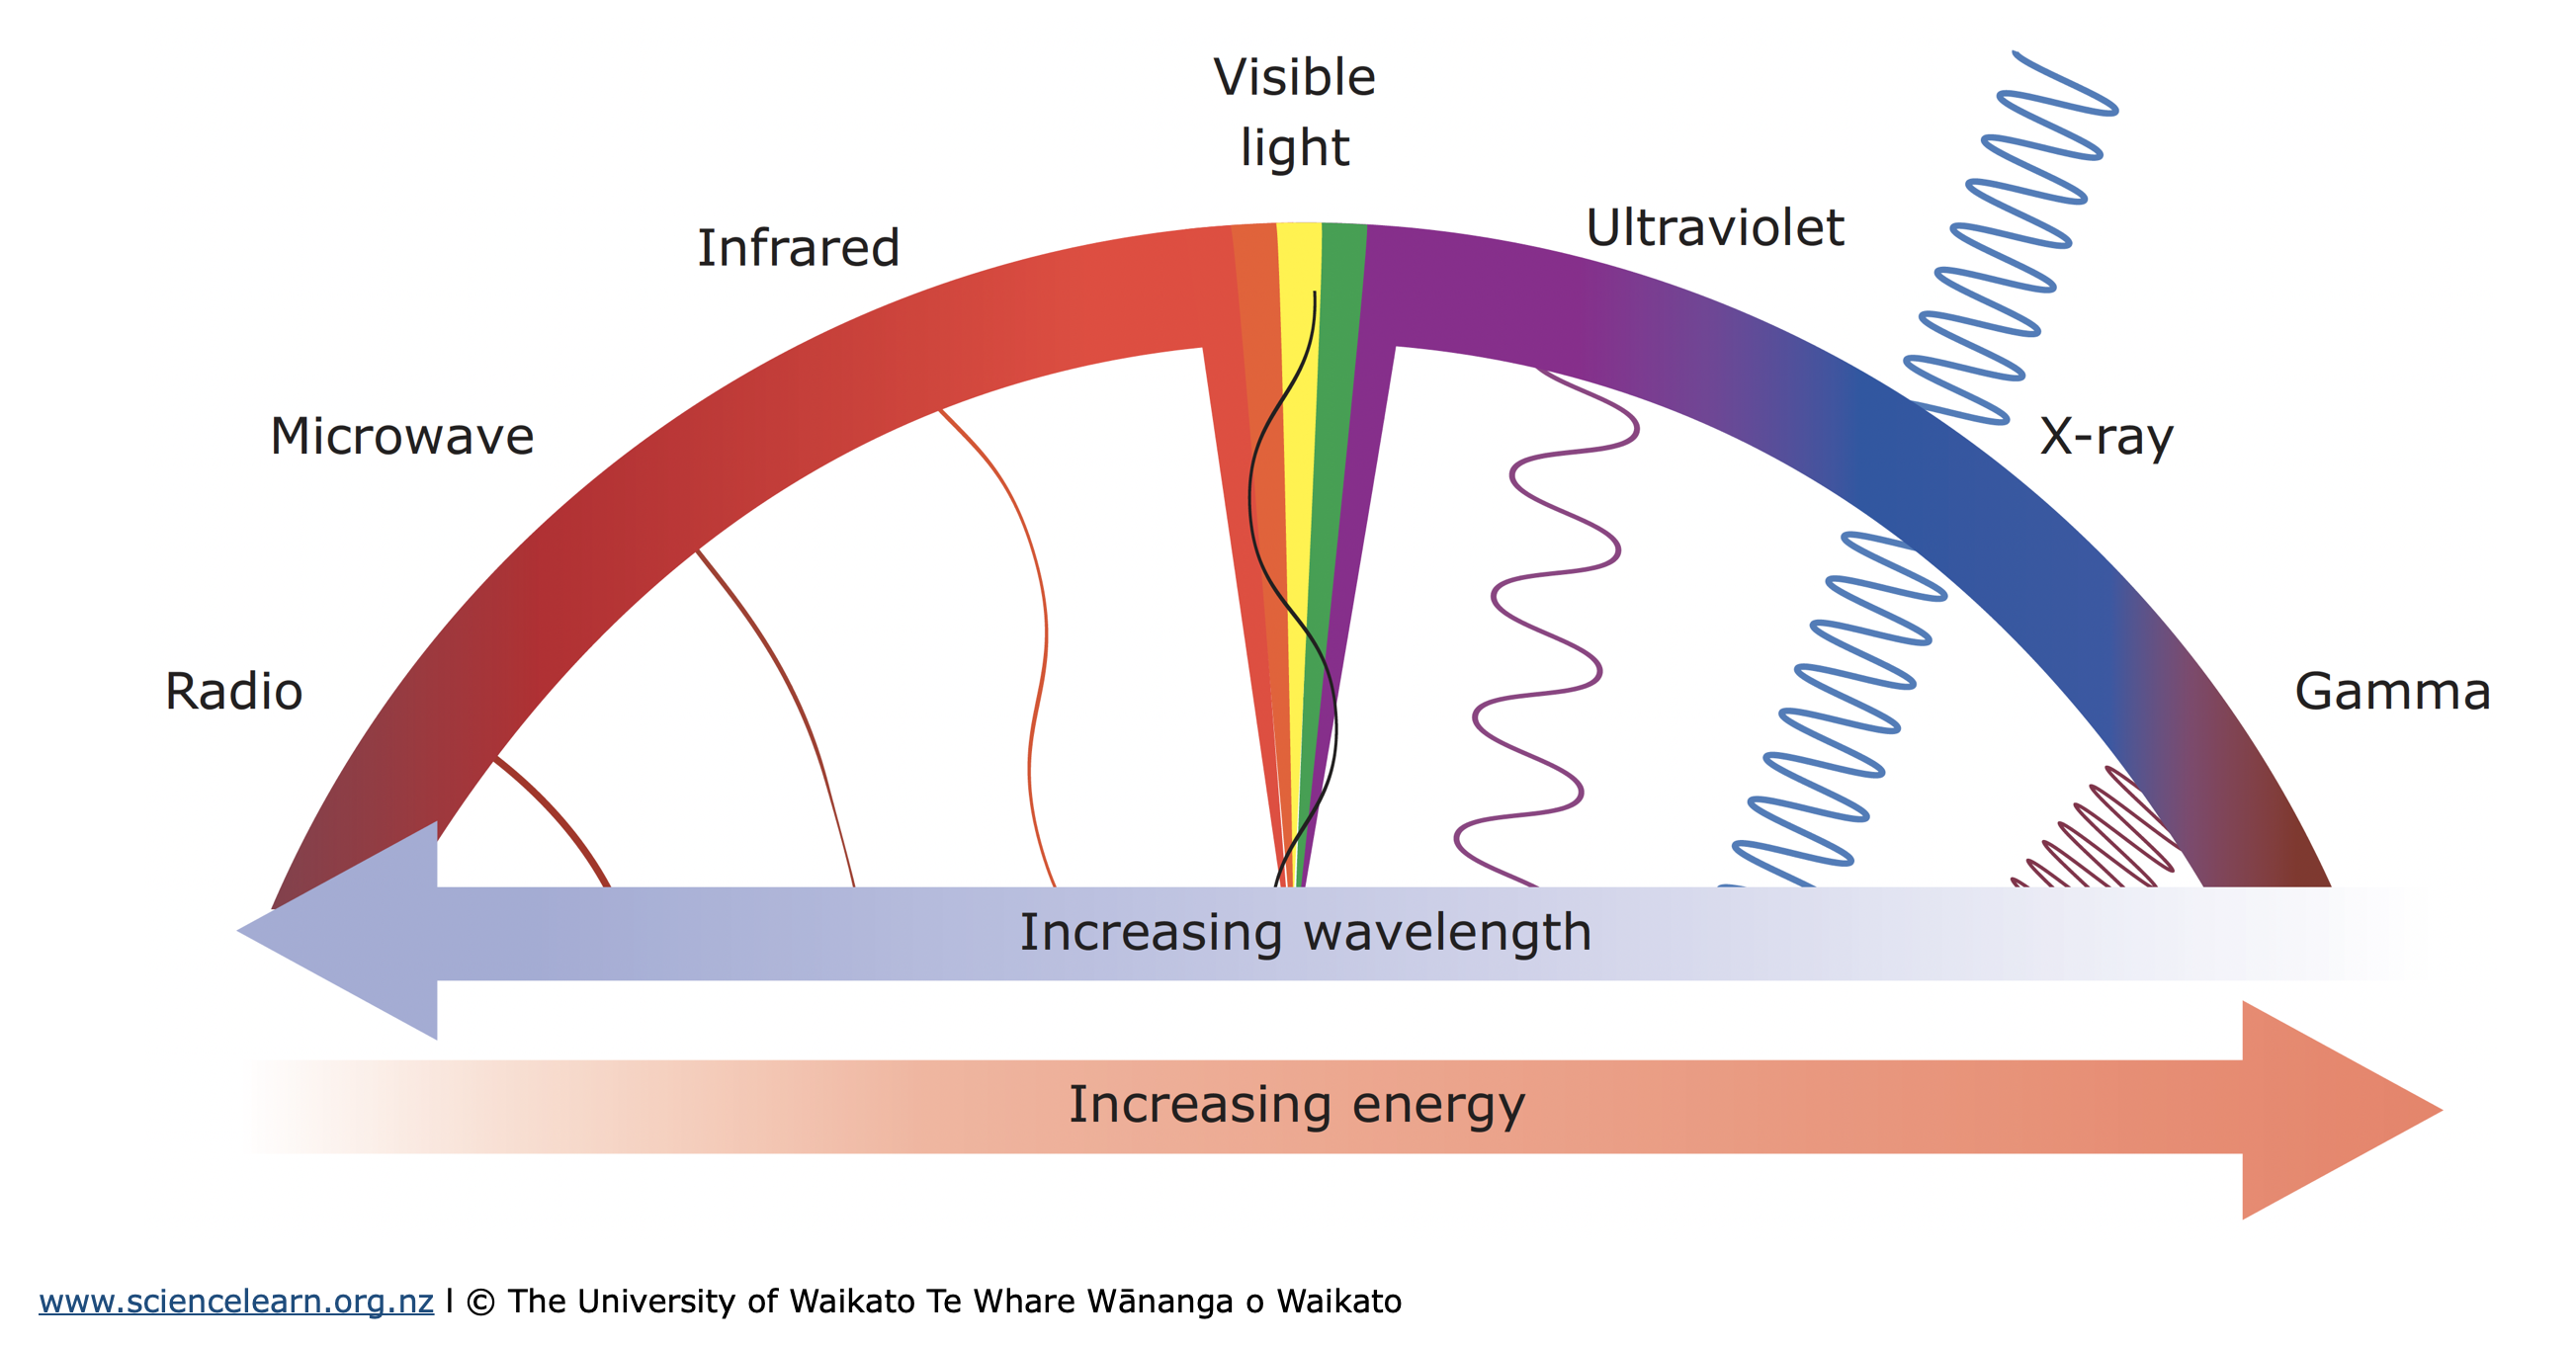 Visible
light
Infrared
Ultraviolet
Microwave
X-ray
Radio
Gamma
Increasing wavelength
Increasing energy
www.sciencelearn.org.nz l © The University of Waikato Te Whare Wānanga o Waikato